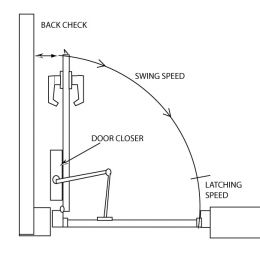 BACK CHECK
SWING SPEED
DOOR CLOSER
LATCHING
SPEED